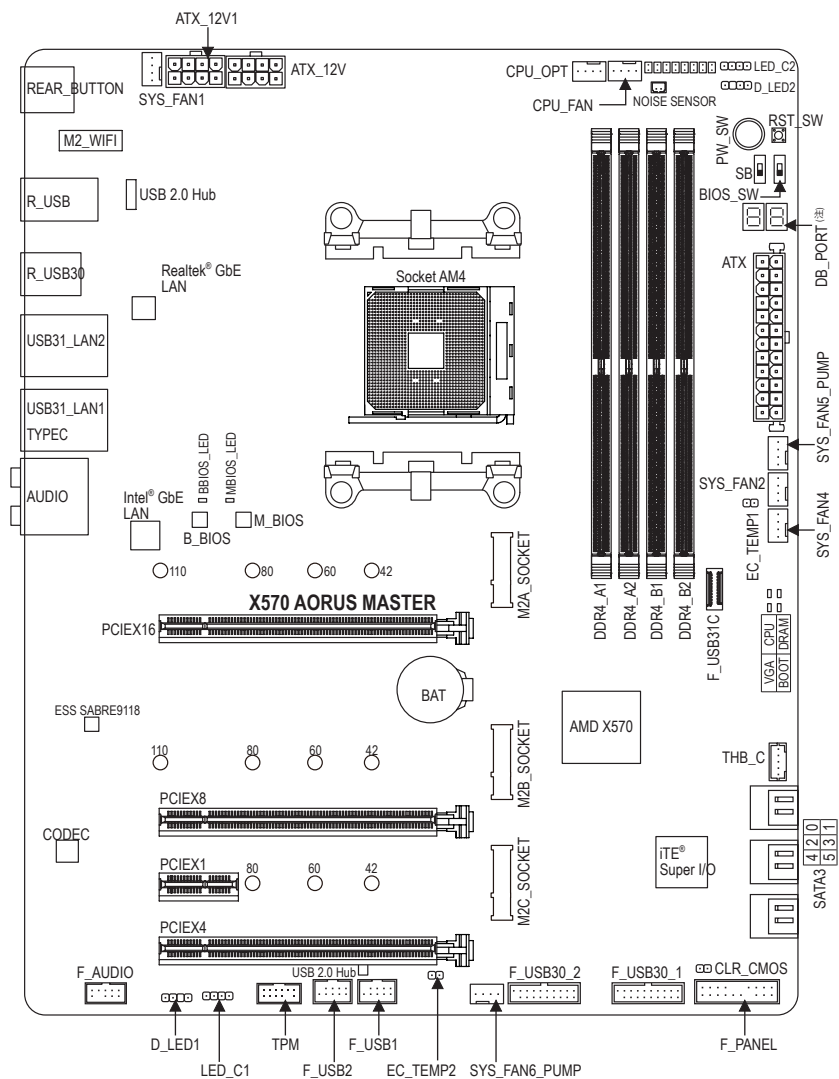 ATX_12V1
ATX_12V
SYS_FAN1
REAR_BUTTON
CPU_OPT
CPU_FAN
NOISE SENSOR
LED_C2
D_LED2
PW_SW
RST_SW
M2_WIFI
SB
BIOS_SW
R_USB
USB 2.0 Hub
DB_PORT (注)
Realtek® GbE
LAN
R_USB30
Socket AM4
ATX
USB31_LAN2
SYS_FAN5_PUMP
USB31_LAN1
TYPEC
BBIOS_LED
MBIOS_LED
AUDIO
Intel® GbE
LAN
B_BIOS
M_BIOS
SYS_FAN2
EC_TEMP1
SYS_FAN4
110
80
60
42
M2A_SOCKET
DDR4_A1
DDR4_A2
DDR4_B1
DDR4_B2
F_USB31C
X570 AORUS MASTER
PCIEX16
CPU
DRAM
VGA
BOOT
BAT
ESS SABRE9118
AMD X570
110
80
60
42
M2B_SOCKET
THB_C
PCIEX8
CODEC
PCIEX1
80
60
42
M2C_SOCKET
iTE®
Super I/O
4 2 0
5 3 1
SATA3
PCIEX4
F_AUDIO
USB 2.0 Hub
F_USB30_2
F_USB30_1
CLR_CMOS
D_LED1
LED_C1
TPM
F_USB2
F_USB1
EC_TEMP2
SYS_FAN6_PUMP
F_PANEL